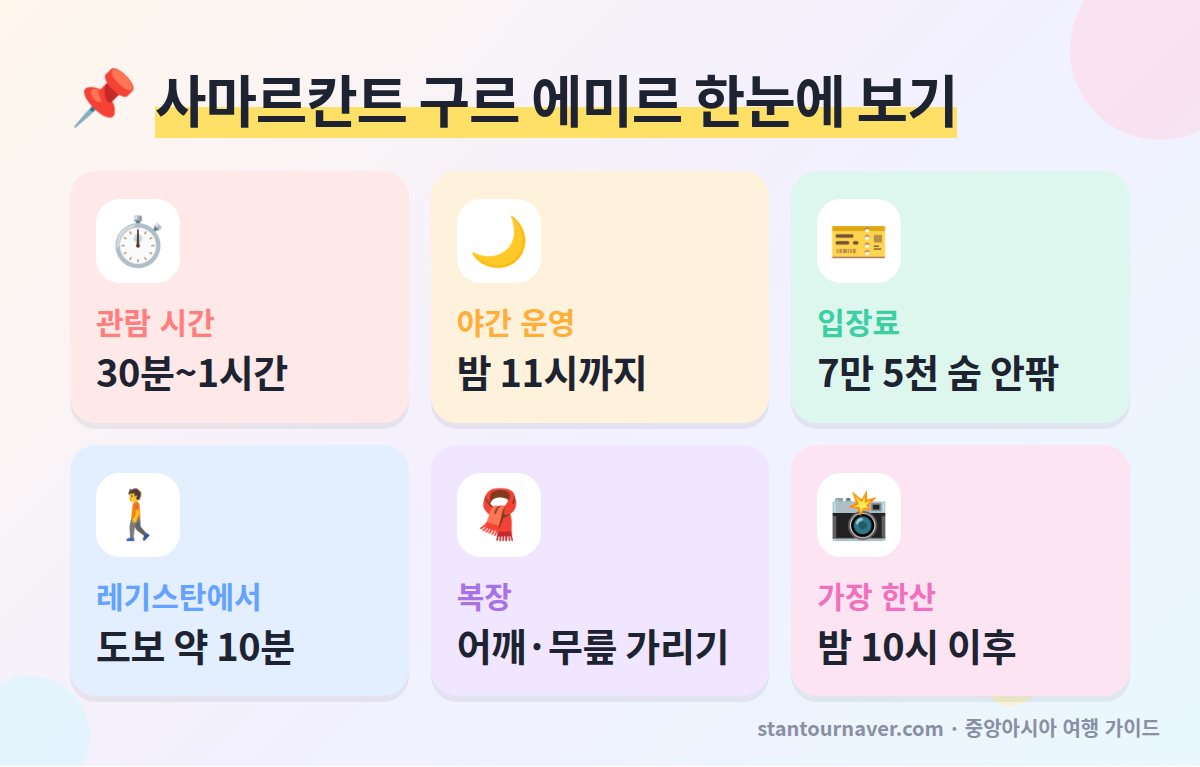 사마르칸트 구르 에미르 한눈에 보기
관람 시간
30분~1시간
야간 운영
밤 11시까지
입장료
7만 5천 숨 안팎
레기스탄에서
도보 약 10분
복장
어깨·무릎 가리기
가장 한산
밤 10시 이후
stantournaver.com · 중앙아시아 여행 가이드